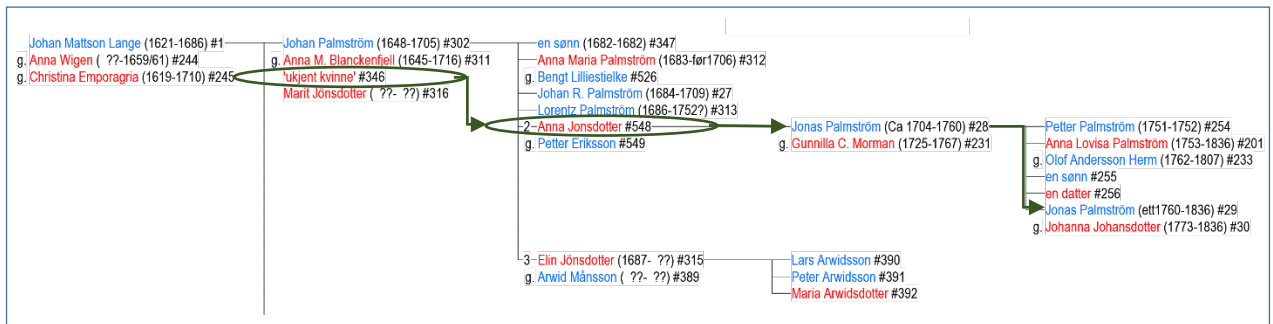 Johan Mattson Lange (1621-1686) #1
g. Anna Wigen ( ??-1659/61) #244
g. Christina Emporagria (1619-1710) #245
Johan Palmström (1648-1705) #302
g. Anna M. Blanckenfjell (1645-1716) #311
'ukjent kvinne' #346
Marit Jönsdotter ( ??- ??) #316
en sønn (1682-1682) #347
Anna Maria Palmström (1683-før1706) #312
g. Bengt Lilliestielke #526
Johan R. Palmström (1684-1709) #27
Lorentz Palmström (1686-1752?) #313
2 Anna Jonsdotter #548
g. Petter Eriksson #549
3 Elin Jönsdotter (1687- ??) #315
g. Arwid Månsson ( ??- ??) #389
Jonas Palmström (Ca 1704-1760) #28
g. Gunnilla C. Morman (1725-1767) #231
Lars Arwidsson #390
Peter Arwidsson #391
Maria Arwidsdotter #392
Petter Palmström (1751-1752) #254
Anna Lovisa Palmström (1753-1836) #201
g. Olof Andersson Herm (1762-1807) #233
en sønn #255
en datter #256
Jonas Palmström (ett1760-1836) #29
g. Johanna Johansdotter (1773-1836) #30